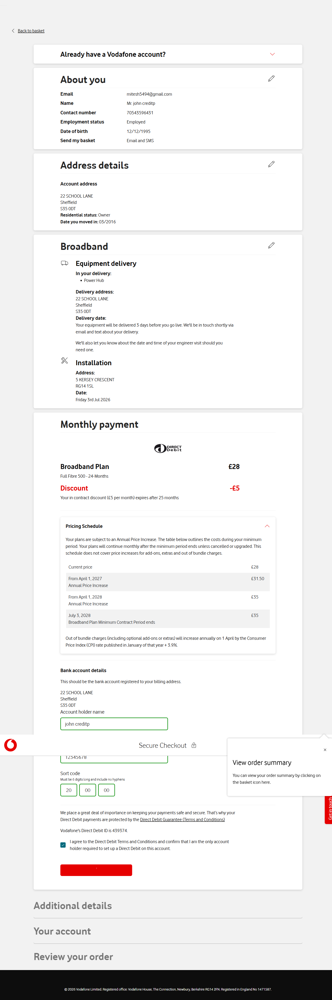 Back to basket
Already have a Vodafone account?
About you
Email mitesh5494@gmail.com
Name Mr. john creditp
Contact number 70543596431
Employment status Employed
Date of birth 12/12/1995
Send my basket Email and SMS
Address details
Account address
22 SCHOOL LANE
Sheffield
S35 0DT
Residential status: Owner
Date you moved in: 03/2016
Broadband
Equipment delivery
In your delivery:
• Power Hub
Delivery address:
22 SCHOOL LANE
Sheffield
S35 0DT
Delivery date:
Your equipment will be delivered 3 days before you go live. We'll be in touch shortly via
email and text about your delivery.
We'll also let you know about the date and time of your engineer visit should you
need one.
Installation
Address:
5 KERSEY CRESCENT
RG14 1SL
Date:
Friday 3rd Jul 2026
Monthly payment
DIRECT
Debit
Broadband Plan £28
Full Fibre 500 - 24-Months
Discount -£5
Your in contract discount (£5 per month) expires after 25 months
Pricing Schedule
Your plans are subject to an Annual Price Increase. The table below outlines the costs during your minimum
period. Your plans will continue monthly after the minimum period ends unless cancelled or upgraded. This
schedule does not cover price increases for add-ons, extras and out of bundle charges.
Current price £28
From April 1, 2027 £31.50
Annual Price Increase
From April 1, 2028 £35
Annual Price Increase
July 3, 2028 £35
Broadband Plan Minimum Contract Period ends
Out of bundle charges (including optional add-ons or extras) will increase annually on 1 April by the Consumer
Price Index (CPI) rate published in January of that year + 3.9%.
Bank account details
This should be the bank account registered to your billing address.
22 SCHOOL LANE
Sheffield
S35 0DT
Account holder name
john creditp
Secure Checkout
12345678
View order summary
You can view your order summary by clicking on
the basket icon here.
Sort code
Must be 6 digits long and include no hyphens
20 00 00
Get in touch
We place a great deal of importance on keeping your payments safe and secure. That's why your
Direct Debit payments are protected by the Direct Debit Guarantee (Terms and Conditions)
Vodafone's Direct Debit ID is 439374.
I agree to the Direct Debit Terms and Conditions and confirm that I am the only account
holder required to set up a Direct Debit on this account.
Additional details
Your account
Review your order
© 2026 Vodafone Limited. Registered office: Vodafone House, The Connection, Newbury, Berkshire RG14 2FN. Registered in England No 1471587.